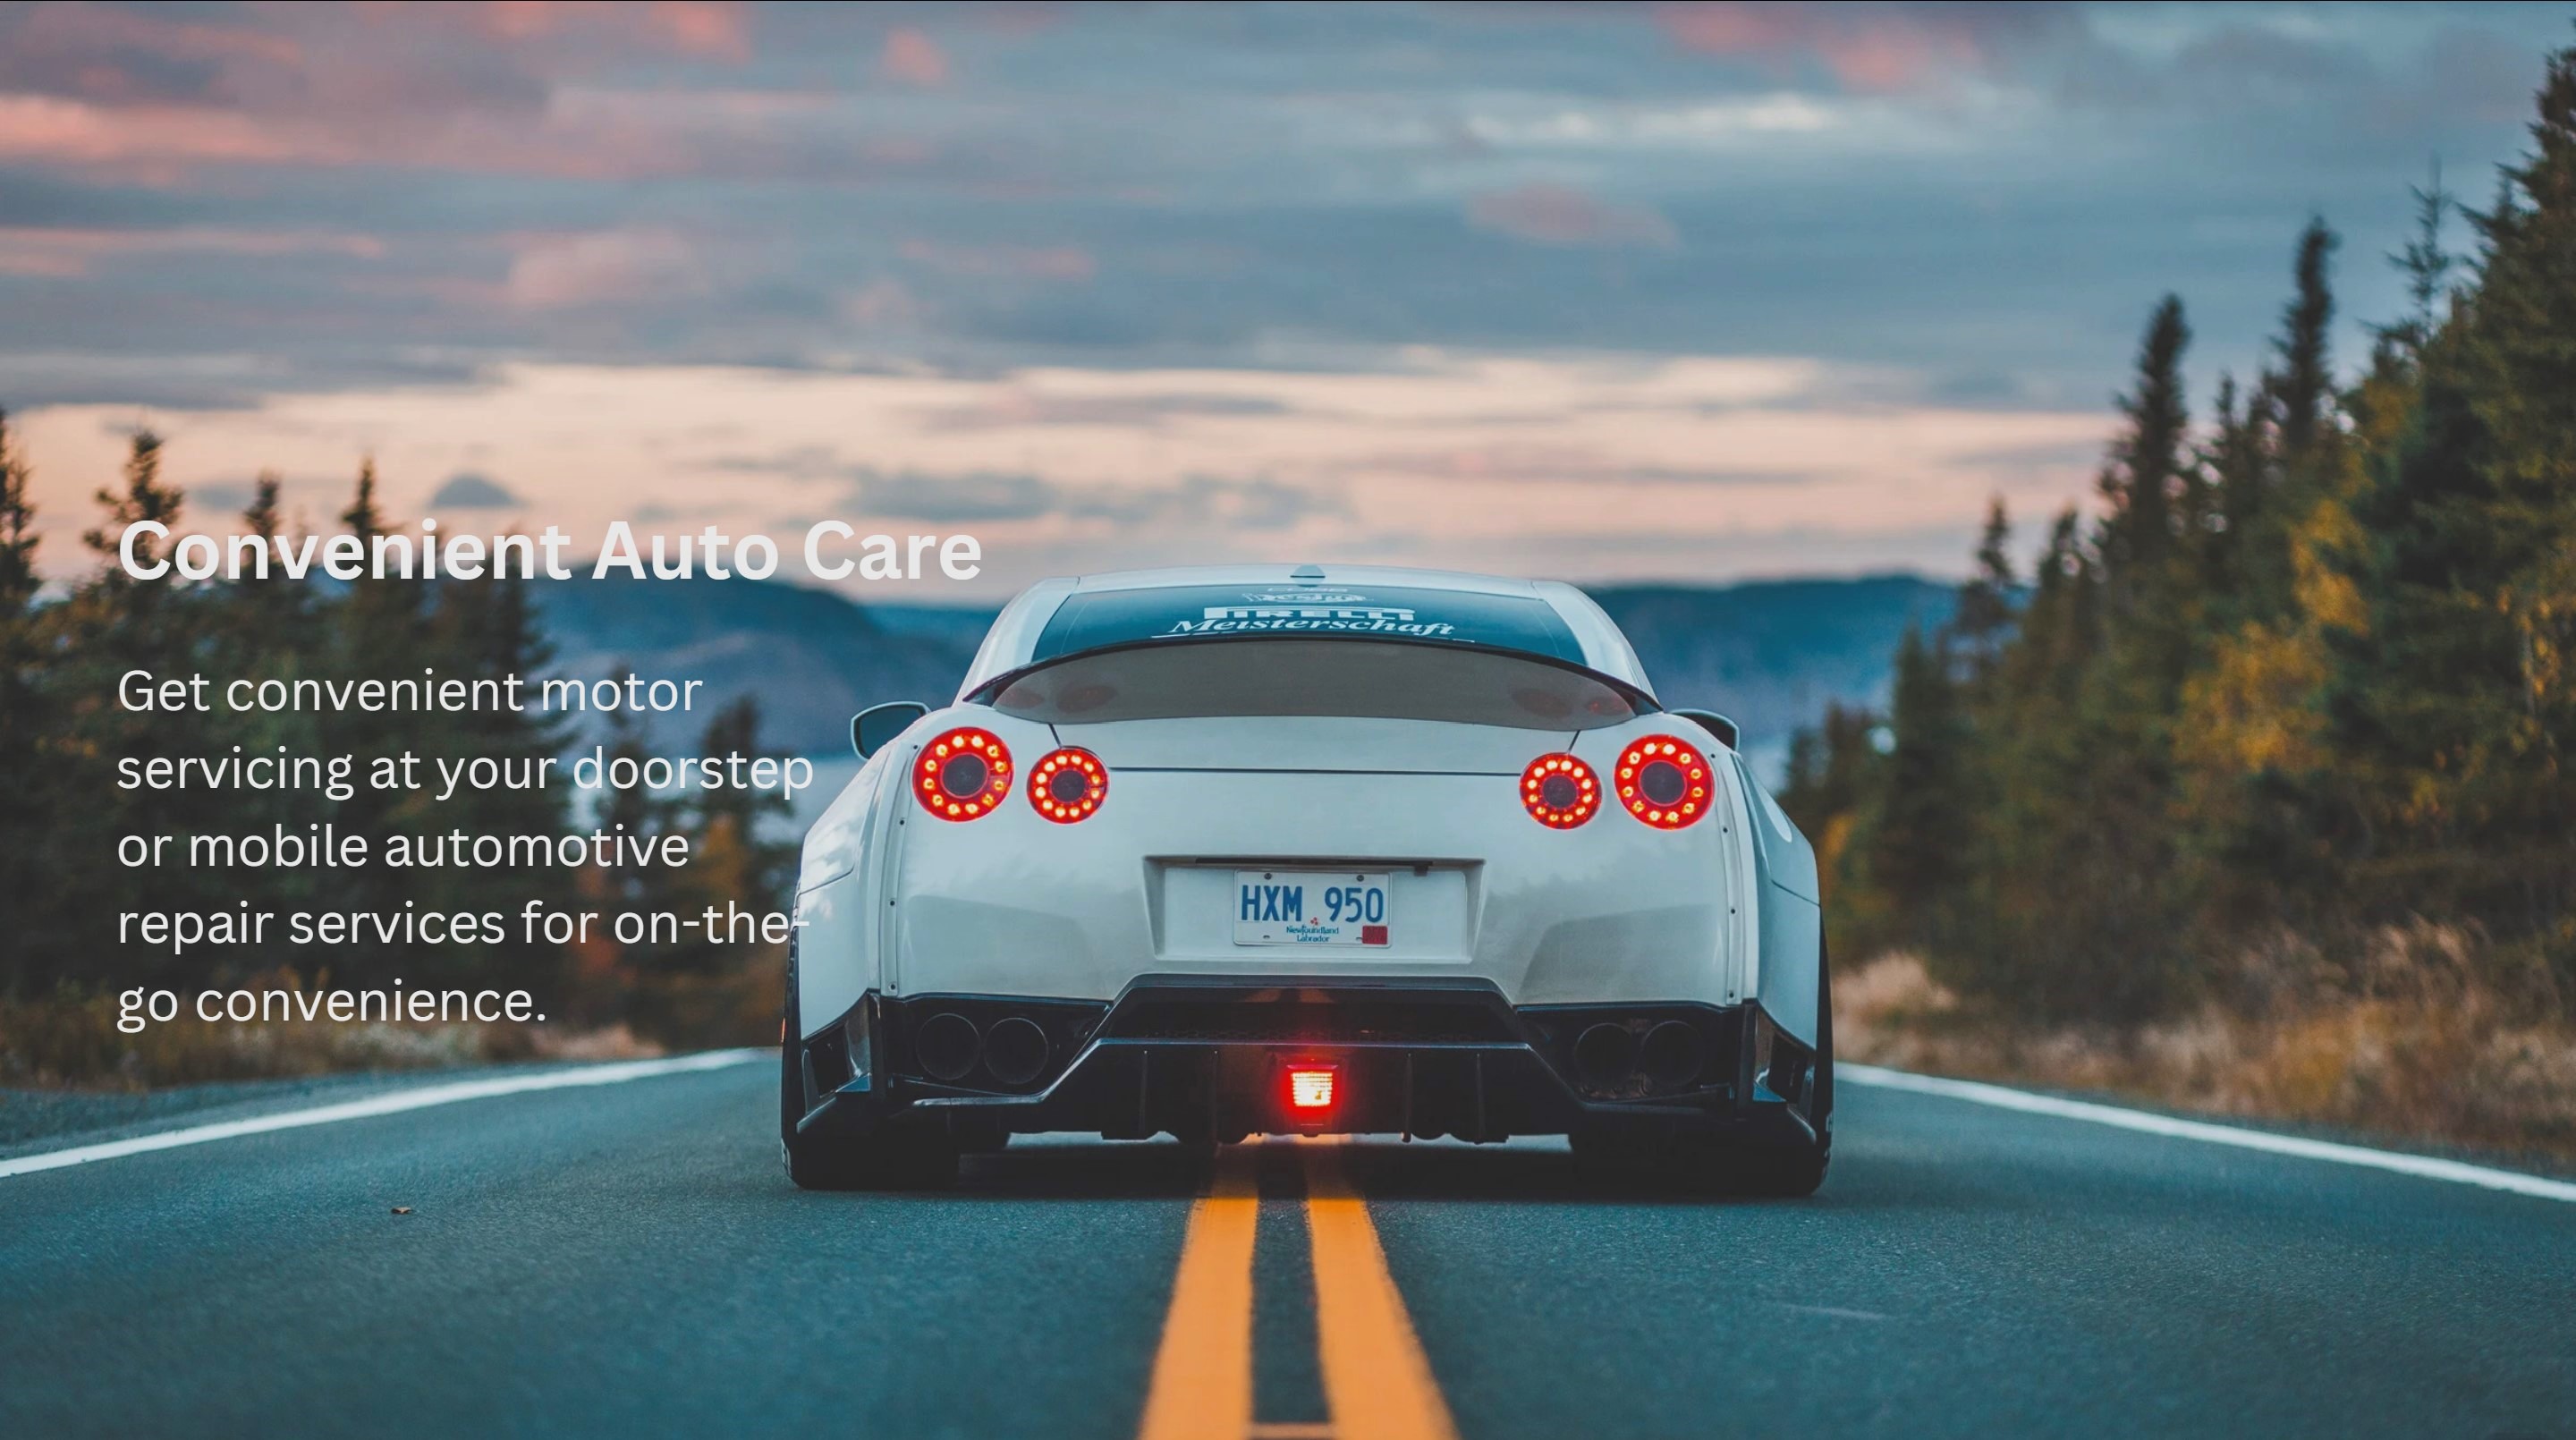 Convenient Auto Care
Get convenient motor
servicing at your doorstep
or mobile automotive
repair services for on-the-
go convenience.
PIRELLI
Meisterschaft
HXM 950
Newfoundland
Labrador